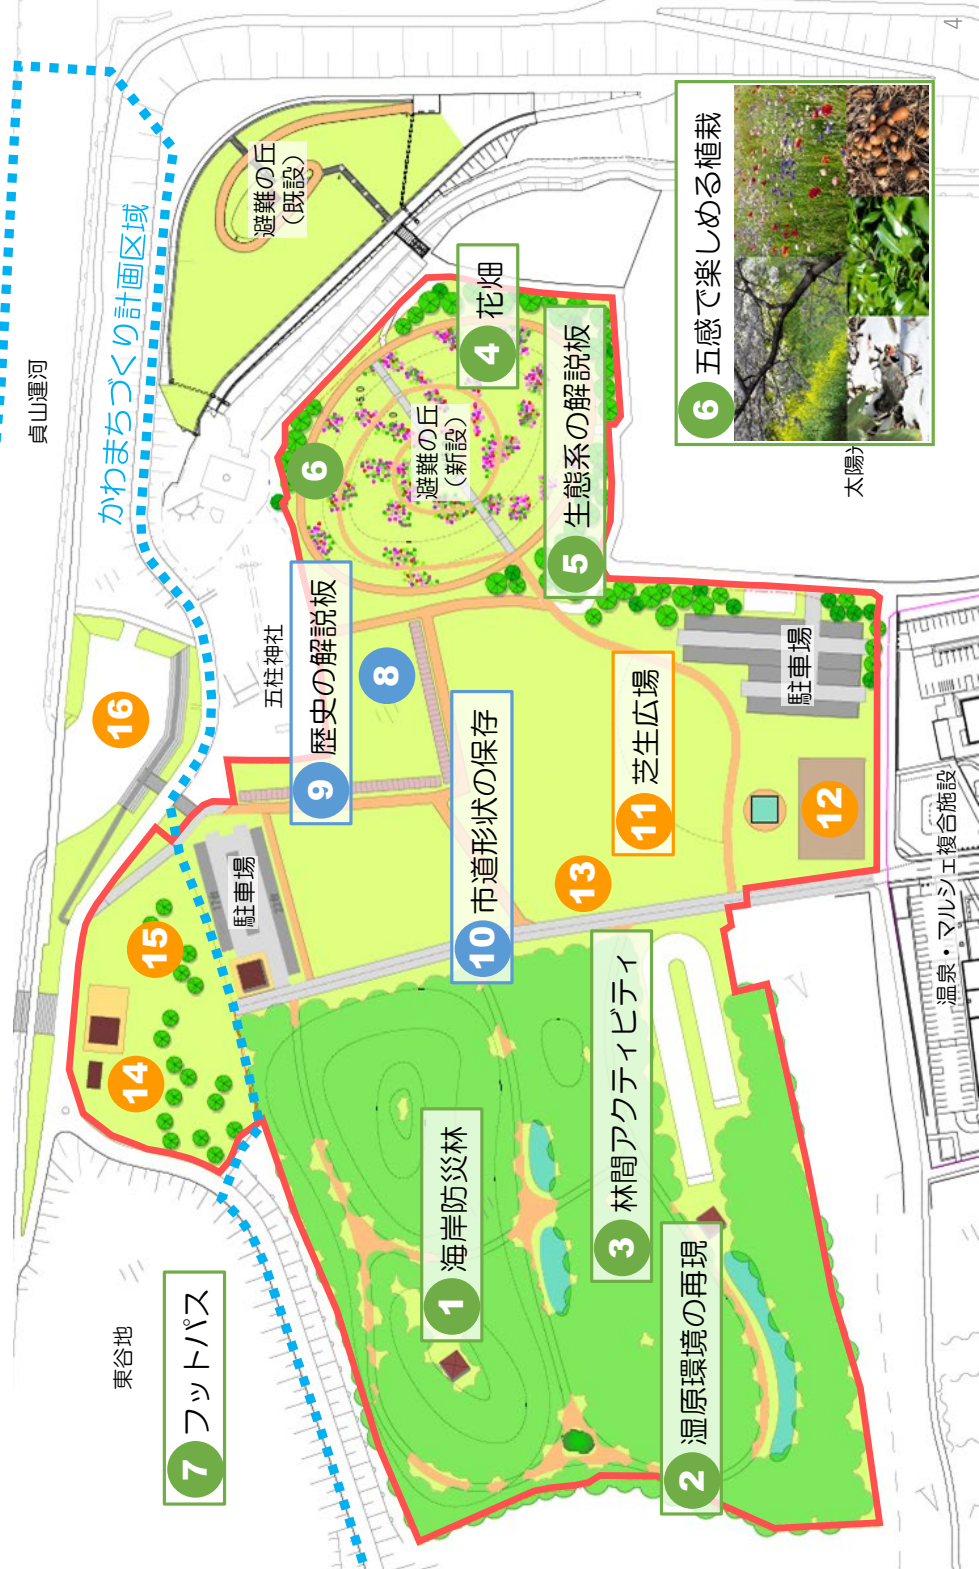 4
貞山運河
かわまちづくり計画区域
避難の丘
(既設)
6 五感で楽しめる植栽
4 花畑
5 生態系の解説板
6
避難の丘
(新設)
太陽光
五柱神社
9 歴史の解説板
8
16
10 市道形状の保存
11 芝生広場
駐車場
12
13
駐車場
15
14
温泉・マルシェ複合施設
1 海岸防災林
3 林間アクティビティ
2 湿原環境の再現
東谷地
7 フットパス